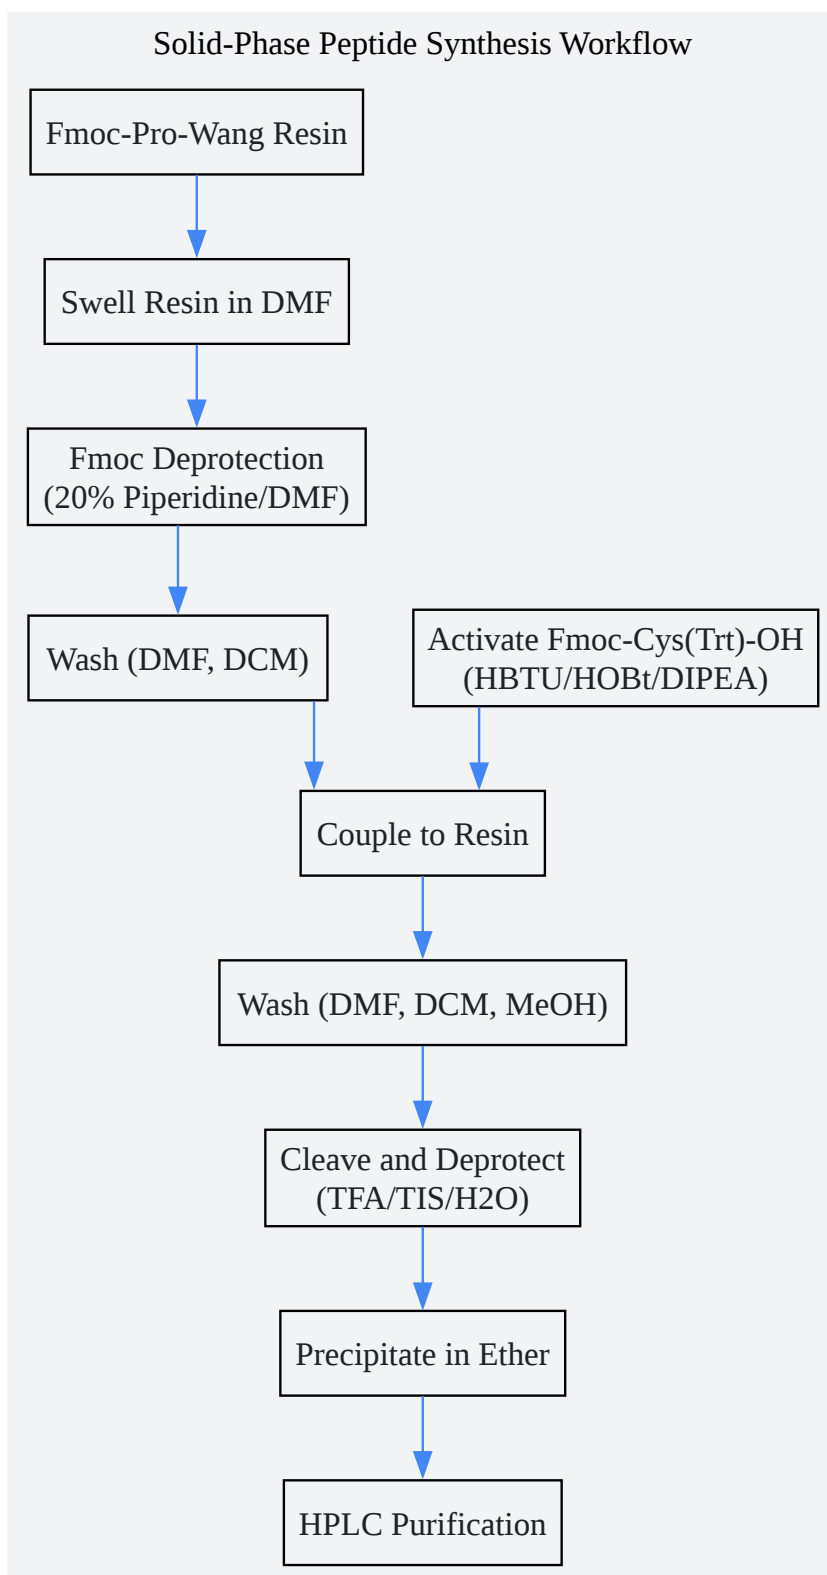 Solid-Phase Peptide Synthesis Workflow
Fmoc-Pro-Wang Resin
Swell Resin in DMF
Fmoc Deprotection
(20% Piperidine/DMF)
Wash (DMF, DCM)
Activate Fmoc-Cys(Trt)-OH
(HBTU/HOBt/DIPEA)
Couple to Resin
Wash (DMF, DCM, MeOH)
Cleave and Deprotect
(TFA/TIS/H2O)
Precipitate in Ether
HPLC Purification